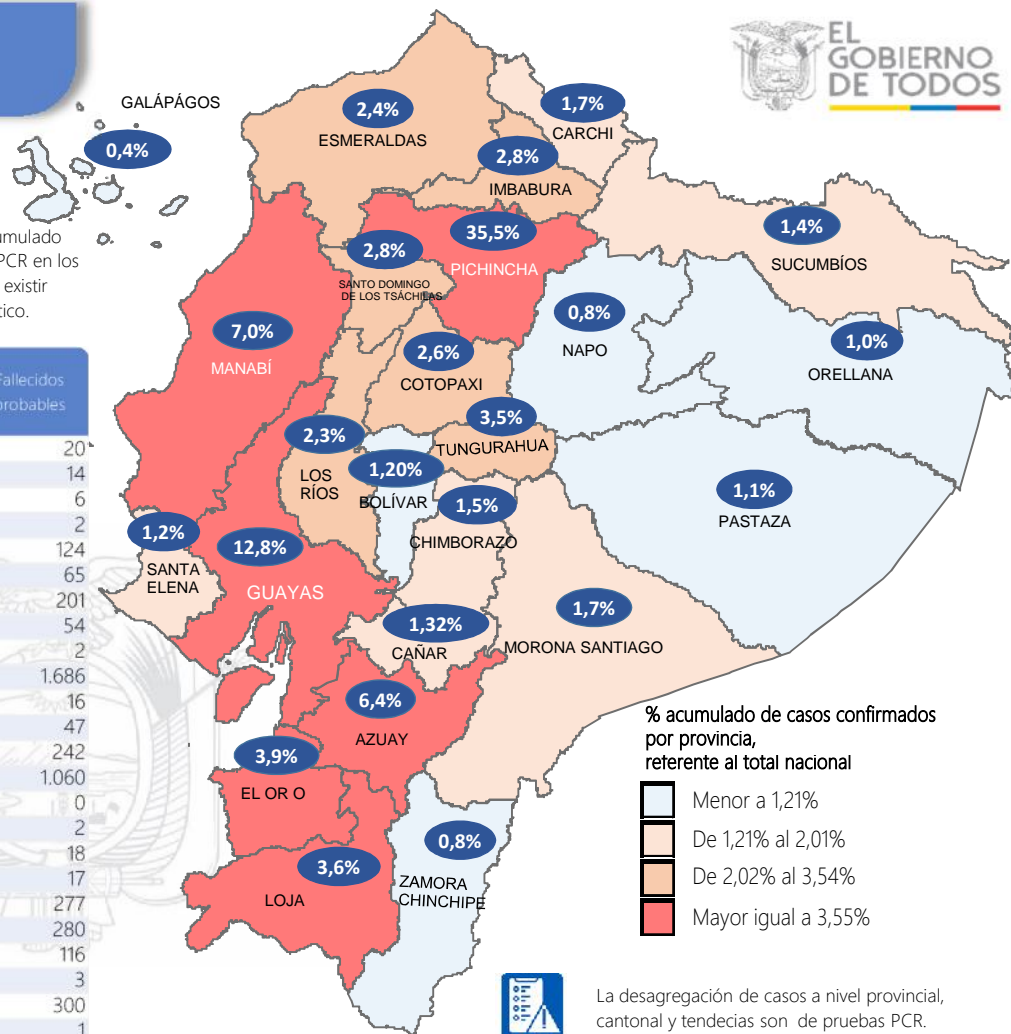 EL
GOBIERNO
DE TODOS
GALÁPAGOS
0,4%
2,4%
ESMERALDAS
1,7%
CARCHI
2,8%
IMBABURA
1,4%
SUCUMBÍOS
35,5%
PICHINCHA
2,8%
SANTO DOMINGO
DE LOS TSÁCHILAS
umulado
PCR en los
existir
tico.
7,0%
MANABÍ
0,8%
NAPO
1,0%
ORELLANA
2,6%
COTOPAXI
3,5%
TUNGURAHUA
2,3%
LOS
RÍOS
1,20%
BOLÍVAR
1,5%
CHIMBORAZO
1,1%
PASTAZA
1,2%
SANTA
ELENA
12,8%
GUAYAS
1,32%
CAÑAR
1,7%
MORONA SANTIAGO
6,4%
AZUAY
3,9%
EL OR O
3,6%
LOJA
0,8%
ZAMORA
CHINCHIPE
Fallecidos
probables
20
14
6
2
124
65
201
54
2
1.686
16
47
242
1.060
0
2
18
17
277
280
116
3
300
1
% acumulado de casos confirmados
por provincia,
referente al total nacional
Menor a 1,21%
De 1,21% al 2,01%
De 2,02% al 3,54%
Mayor igual a 3,55%
La desagregación de casos a nivel provincial,
cantonal y tendecias son de pruebas PCR.